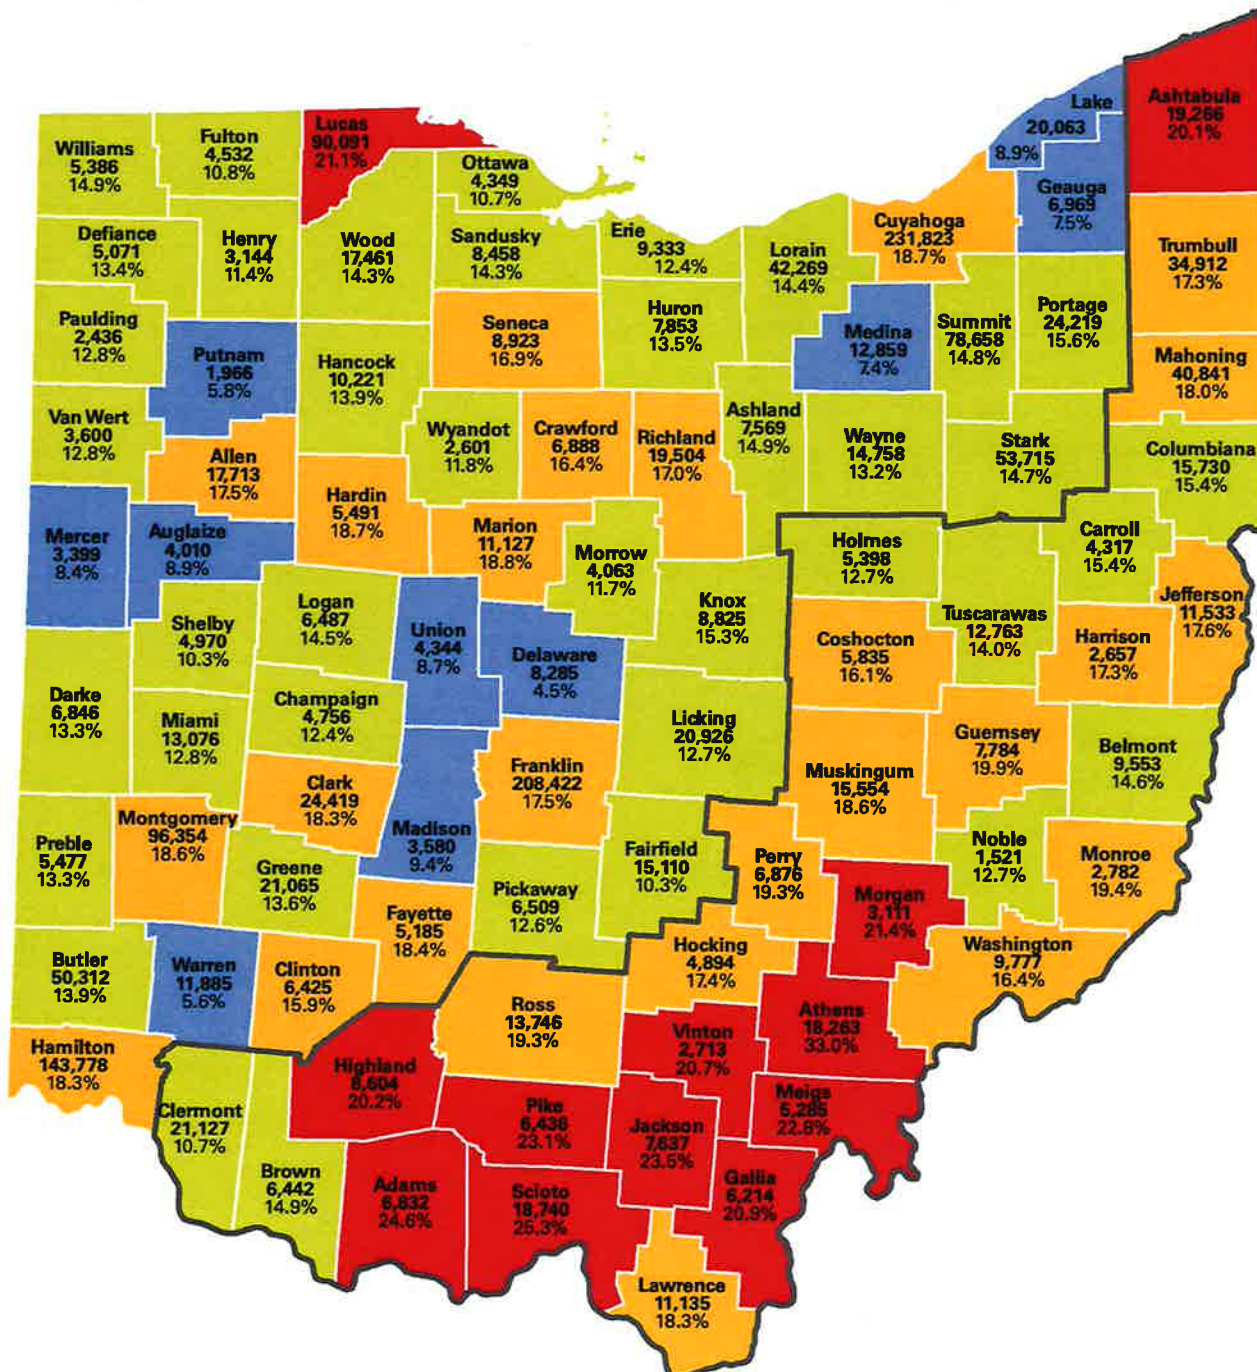 Lake
20,063
8.9%
Ashtabula
19,266
20.1%
Williams
5,386
14.9%
Fulton
4,532
10.8%
Lucas
90,091
21.1%
Ottawa
4,349
10.7%
Geauga
6,969
7.5%
Defiance
5,071
13.4%
Henry
3,144
11.4%
Wood
17,461
14.3%
Sandusky
8,458
14.3%
Erie
9,333
12.4%
Lorain
42,269
14.4%
Cuyahoga
231,823
18.7%
Trumbull
34,912
17.3%
Paulding
2,436
12.8%
Putnam
1,966
5.8%
Hancock
10,221
13.9%
Seneca
8,923
16.9%
Huron
7,853
13.5%
Medina
12,859
7.4%
Summit
78,658
14.8%
Portage
24,219
15.6%
Mahoning
40,841
18.0%
Van Wert
3,600
12.8%
Allen
17,713
17.5%
Wyandot
2,601
11.8%
Crawford
6,888
16.4%
Richland
19,504
17.0%
Ashland
7,569
14.9%
Wayne
14,758
13.2%
Stark
53,715
14.7%
Columbiana
15,730
15.4%
Mercer
3,399
8.4%
Auglaize
4,010
8.9%
Hardin
5,491
18.7%
Marion
11,127
18.8%
Morrow
4,063
11.7%
Holmes
5,398
12.7%
Carroll
4,317
15.4%
Jefferson
11,533
17.6%
Shelby
4,970
10.3%
Logan
6,487
14.5%
Union
4,344
8.7%
Delaware
8,285
4.5%
Knox
8,825
15.3%
Coshocton
5,835
16.1%
Tuscarawas
12,763
14.0%
Harrison
2,657
17.3%
Darke
6,846
13.3%
Miami
13,076
12.8%
Champaign
4,756
12.4%
Licking
20,926
12.7%
Guernsey
7,784
19.9%
Belmont
9,553
14.6%
Clark
24,419
18.3%
Franklin
208,422
17.5%
Muskingum
15,554
18.6%
Preble
5,477
13.3%
Montgomery
96,354
18.6%
Greene
21,065
13.6%
Madison
3,580
9.4%
Fairfield
15,110
10.3%
Perry
6,876
19.3%
Noble
1,521
12.7%
Monroe
2,782
19.4%
Pickaway
6,509
12.6%
Morgan
3,111
21.4%
Fayette
5,185
18.4%
Butler
50,312
13.9%
Warren
11,885
5.6%
Clinton
6,425
15.9%
Hocking
4,894
17.4%
Washington
9,777
16.4%
Ross
13,746
19.3%
Athens
18,263
33.0%
Hamilton
143,778
18.3%
Highland
8,604
20.2%
Vinton
2,713
20.7%
Clermont
21,127
10.7%
Pike
6,436
23.1%
Jackson
7,637
23.5%
Meigs
5,285
22.8%
Brown
6,442
14.9%
Adams
6,832
24.6%
Scioto
18,740
25.3%
Gallia
6,214
20.9%
Lawrence
11,135
18.3%